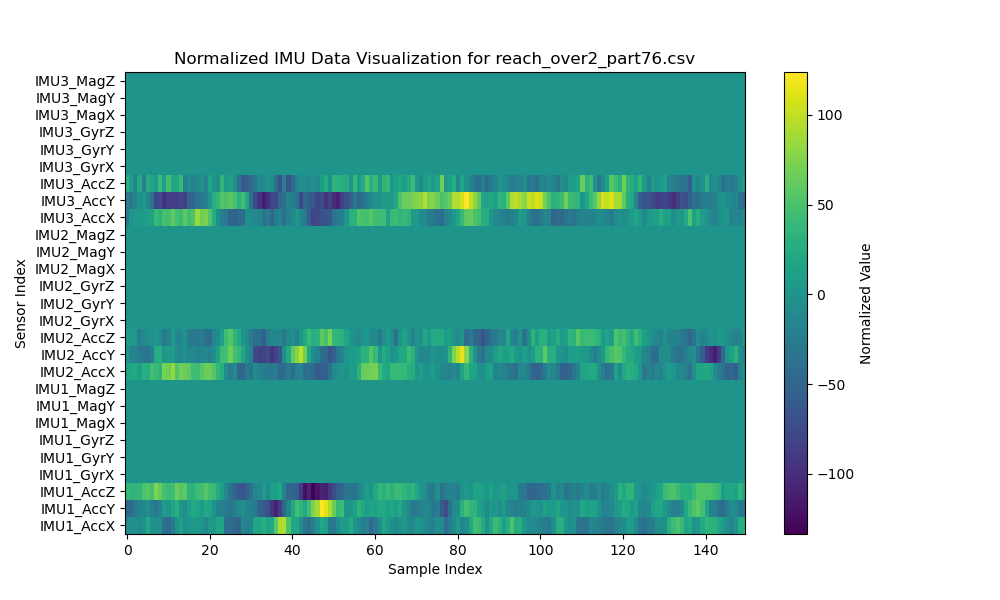 Normalized IMU Data Visualization for reach_over2_part76.csv
IMU3_MagZ
IMU3_MagY
IMU3_MagX
IMU3_GyrZ
IMU3_GyrY
IMU3_GyrX
IMU3_AccZ
IMU3_AccY
IMU3_AccX
IMU2_MagZ
IMU2_MagY
IMU2_MagX
IMU2_GyrZ
IMU2_GyrY
IMU2_GyrX
IMU2_AccZ
IMU2_AccY
IMU2_AccX
IMU1_MagZ
IMU1_MagY
IMU1_MagX
IMU1_GyrZ
IMU1_GyrY
IMU1_GyrX
IMU1_AccZ
IMU1_AccY
IMU1_AccX
Sensor Index
0 20 40 60 80 100 120 140
Sample Index
100
50
0
−50
−100
Normalized Value